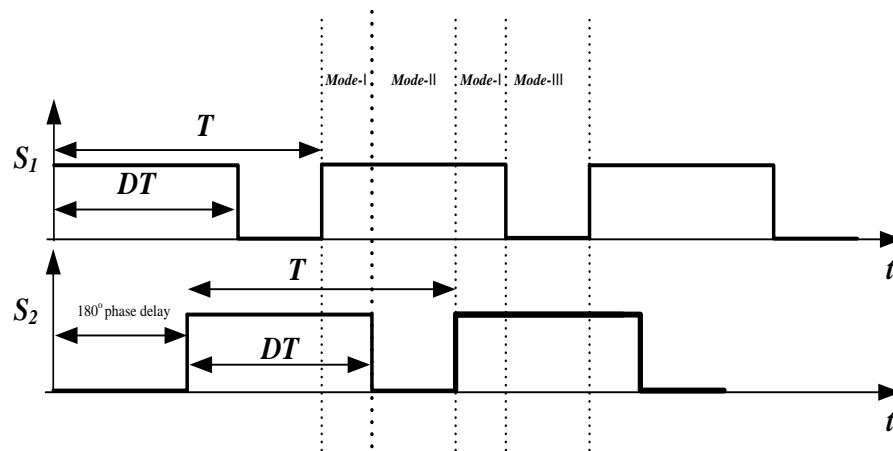 Mode-I Mode-II Mode-I Mode-III
T
S1
DT
t
T
180° phase delay
S2
DT
t